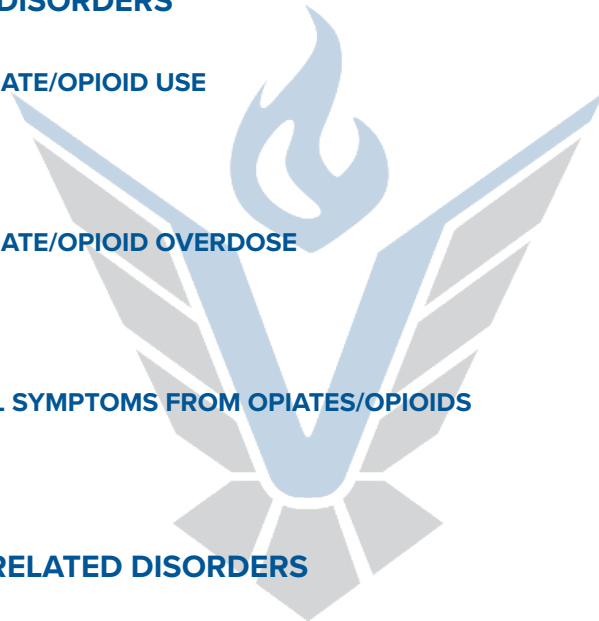 DISORDERS
ATE/OPIOID USE
ATE/OPIOID OVERDOSE
L SYMPTOMS FROM OPIATES/OPIOIDS
RELATED DISORDERS